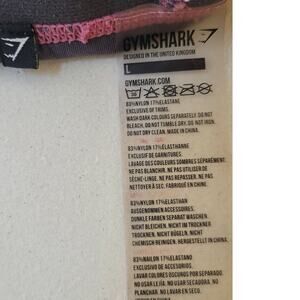 GYMSHARK
DESIGNED IN THE UNITED KINGDOM
L
GYMSHARK.COM
30
83%NYLON 17%ELASTANE
EXCLUSIVE OF TRIMS.
WASH DARK COLOURS SEPARATELY. DO NOT
BLEACH. DO NOT TUMBLE DRY. DO NOT IRON.
DO NOT DRY CLEAN. MADE IN CHINA.
83%NYLON 17%ELASTHANNE
EXCLUSIF DE GARNITURES.
LAVAGE DES COULEURS SOMBRES SÉPARÉMENT.
NE PAS BLANCHIR. NE PAS UTILISER DE
SÈCHE-LINGE. NE PAS REPASSER. NE PAS
NETTOYER À SEC. FABRIQUÉ EN CHINE.
83%NYLON 17%ELASTHAN
AUSGENOMMEN ACCESSOIRES.
DUNKLE FARBEN SEPARAT WASCHEN.
NICHT BLEICHEN. NICHT IM TROCKNER
TROCKNEN. NICHT BÜGELN. NICHT
CHEMISCH REINIGEN. HERGESTELLT IN CHINA.
83%NAILON 17%ELASTANO
EXCLUSIVO DE ACCESORIOS.
LAVAR COLORES OSCUROS POR SEPARADO.
NO USAR LEJÍA. NO USAR SECADORA. NO
PLANCHAR. NO LAVAR EN SECO.